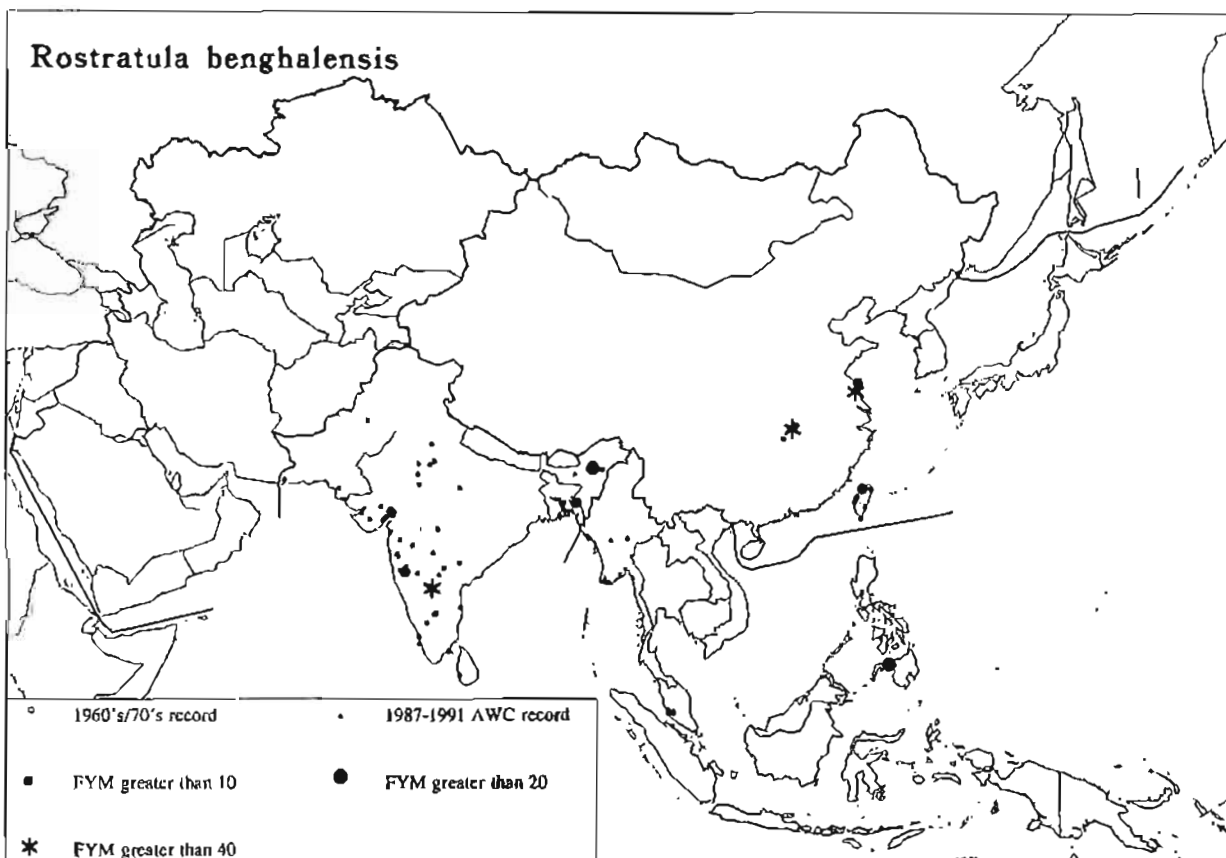 Rostratula benghalensis
1960's/70's record
1987-1991 AWC record
FYM greater than 10
FYM greater than 20
FYM greater than 40